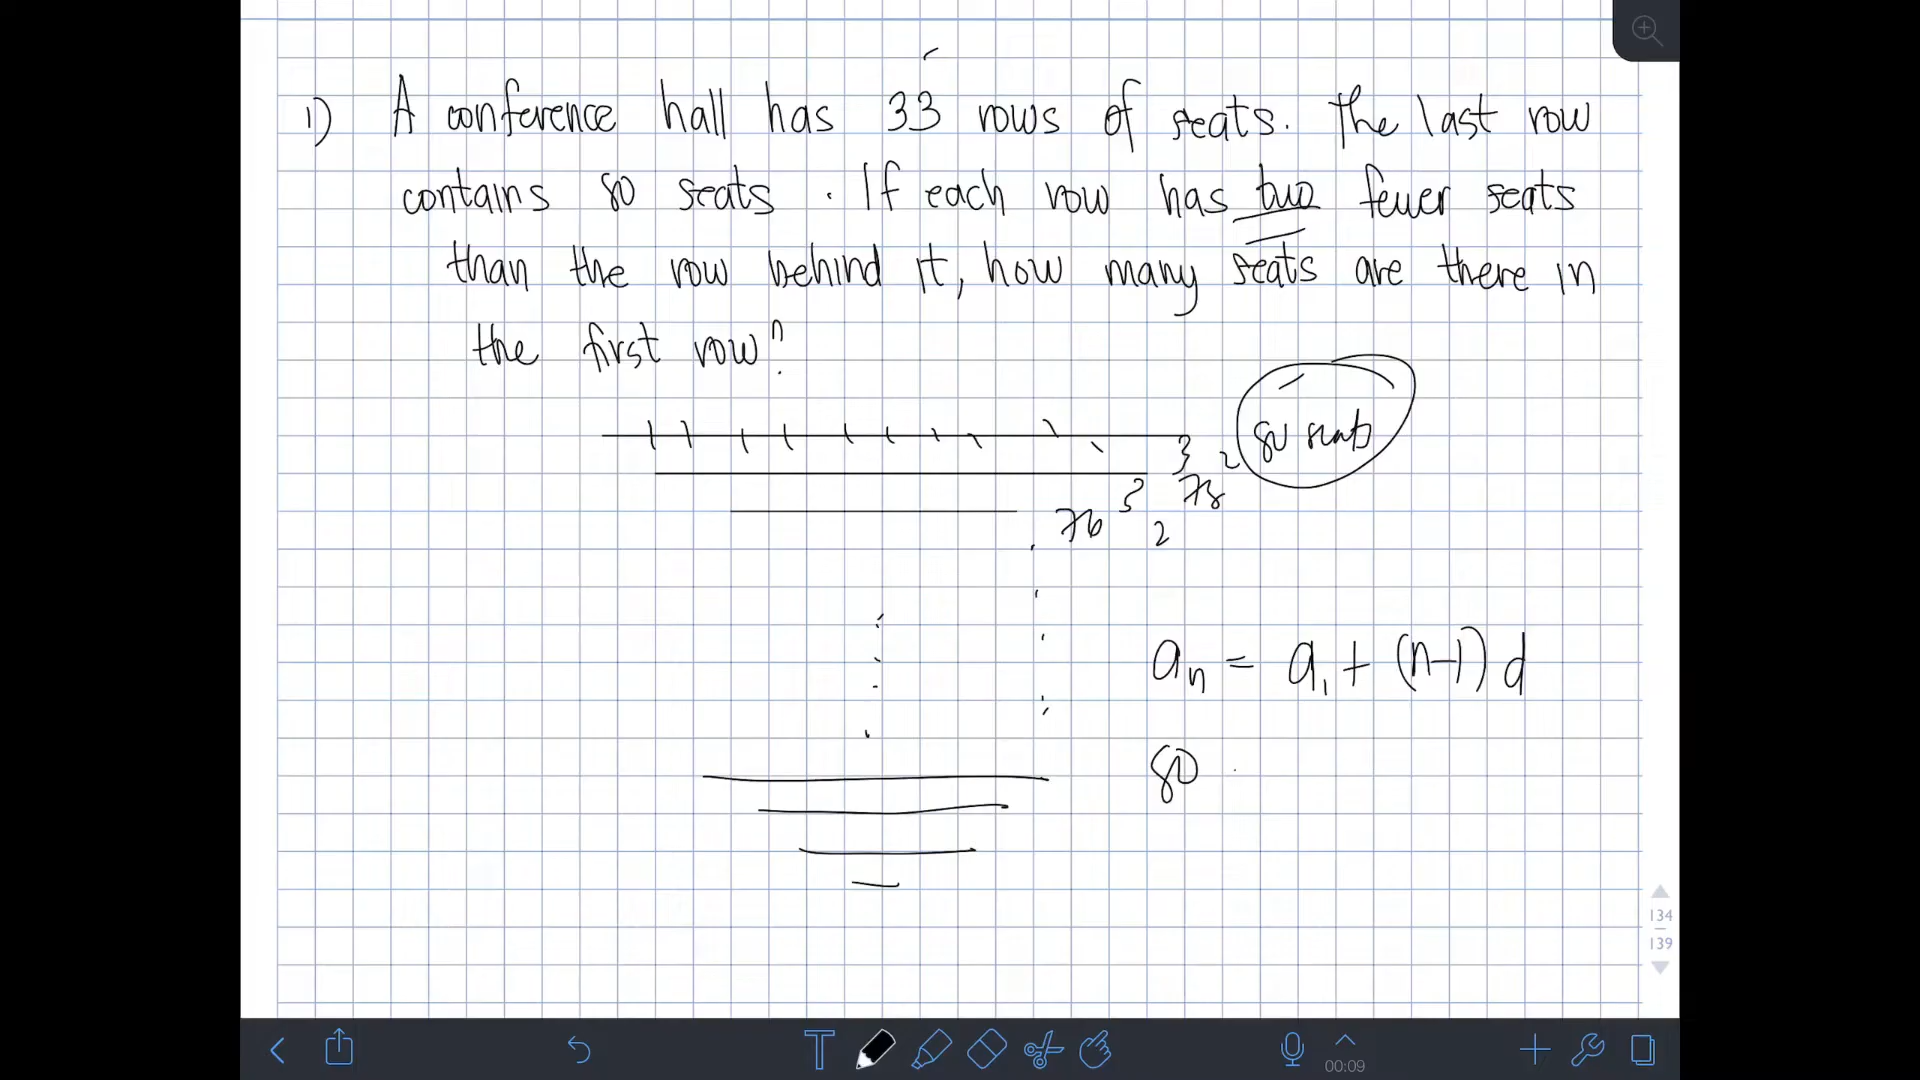 1) A conference hall has 33 rows of seats. The last row
contains 80 seats. If each row has two fewer seats
than the row behind it, how many seats are there in
the first row?
80 seats
3 2
78
76 2
an = a1 + (n-1) d
80
134
139
T
00:09